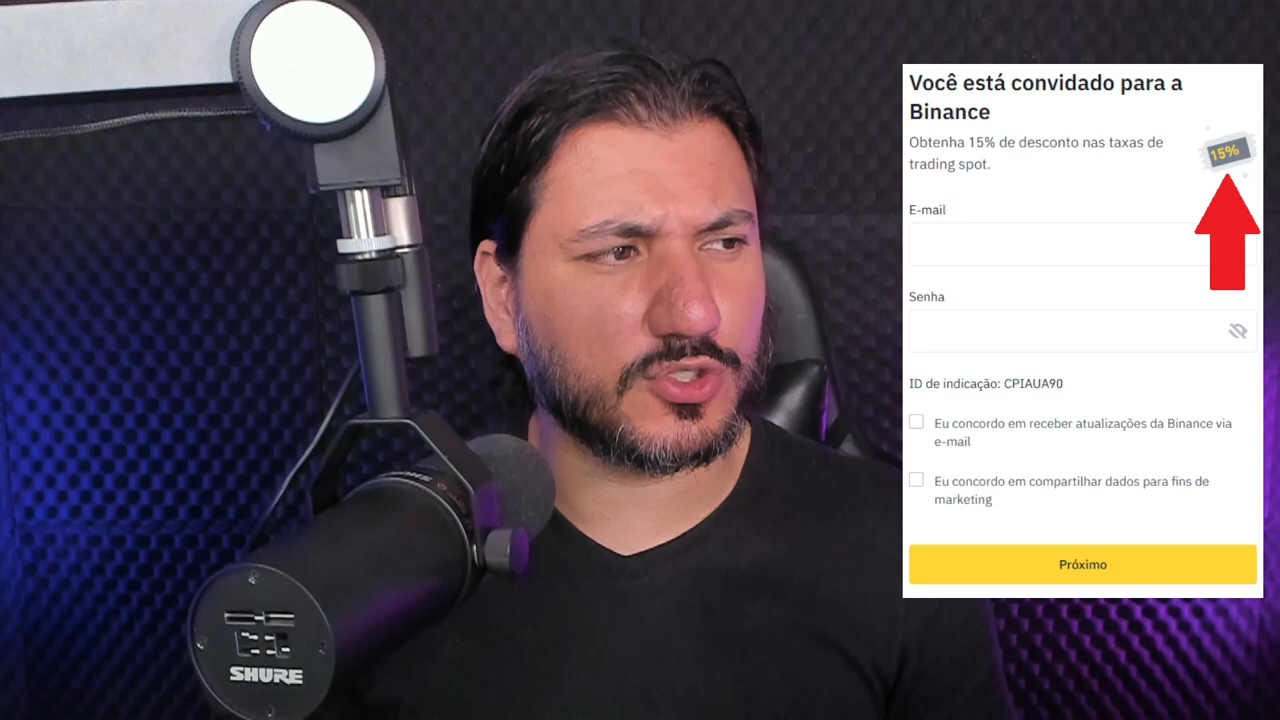 Você está convidado para a
Binance
Obtenha 15% de desconto nas taxas de
trading spot.
15%
E-mail
Senha
ID de indicação: CPIAUA90
Eu concordo em receber atualizações da Binance via
e-mail
Eu concordo em compartilhar dados para fins de
marketing
Próximo
SHURE
SHURE